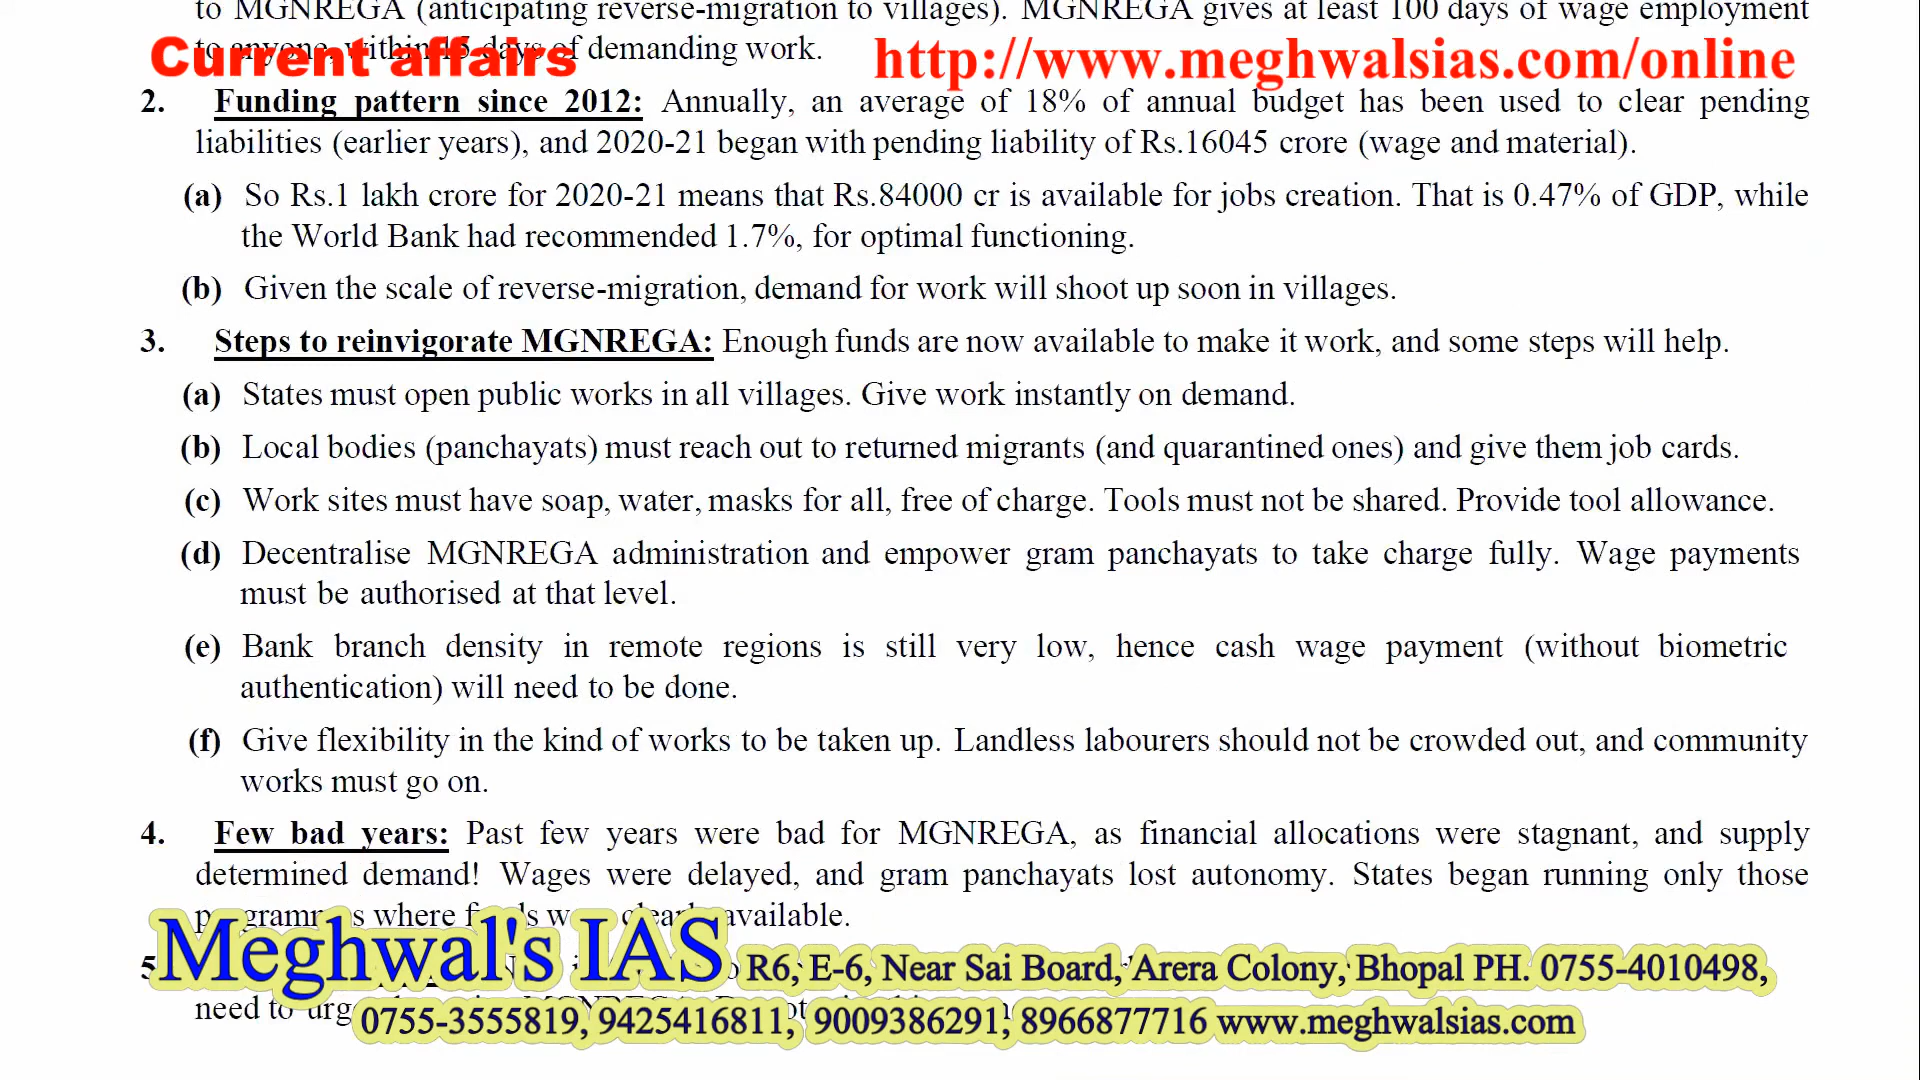 to MGNREGA (anticipating reverse-migration to villages). MGNREGA gives at least 100 days of wage employment
to anyone, within 15 days of demanding work.
Current affairs
http://www.meghwalsias.com/online
2. Funding pattern since 2012: Annually, an average of 18% of annual budget has been used to clear pending
liabilities (earlier years), and 2020-21 began with pending liability of Rs.16045 crore (wage and material).
(a) So Rs.1 lakh crore for 2020-21 means that Rs.84000 cr is available for jobs creation. That is 0.47% of GDP, while
the World Bank had recommended 1.7%, for optimal functioning.
(b) Given the scale of reverse-migration, demand for work will shoot up soon in villages.
3. Steps to reinvigorate MGNREGA: Enough funds are now available to make it work, and some steps will help.
(a) States must open public works in all villages. Give work instantly on demand.
(b) Local bodies (panchayats) must reach out to returned migrants (and quarantined ones) and give them job cards.
(c) Work sites must have soap, water, masks for all, free of charge. Tools must not be shared. Provide tool allowance.
(d) Decentralise MGNREGA administration and empower gram panchayats to take charge fully. Wage payments
must be authorised at that level.
(e) Bank branch density in remote regions is still very low, hence cash wage payment (without biometric
authentication) will need to be done.
(f) Give flexibility in the kind of works to be taken up. Landless labourers should not be crowded out, and community
works must go on.
4. Few bad years: Past few years were bad for MGNREGA, as financial allocations were stagnant, and supply
determined demand! Wages were delayed, and gram panchayats lost autonomy. States began running only those
where available.
5
Meghwal's IAS R6, E-6, Near Sai Board, Arera Colony, Bhopal PH. 0755-4010498,
need to
0755-3555819, 9425416811, 9009386291, 8966877716 www.meghwalsias.com